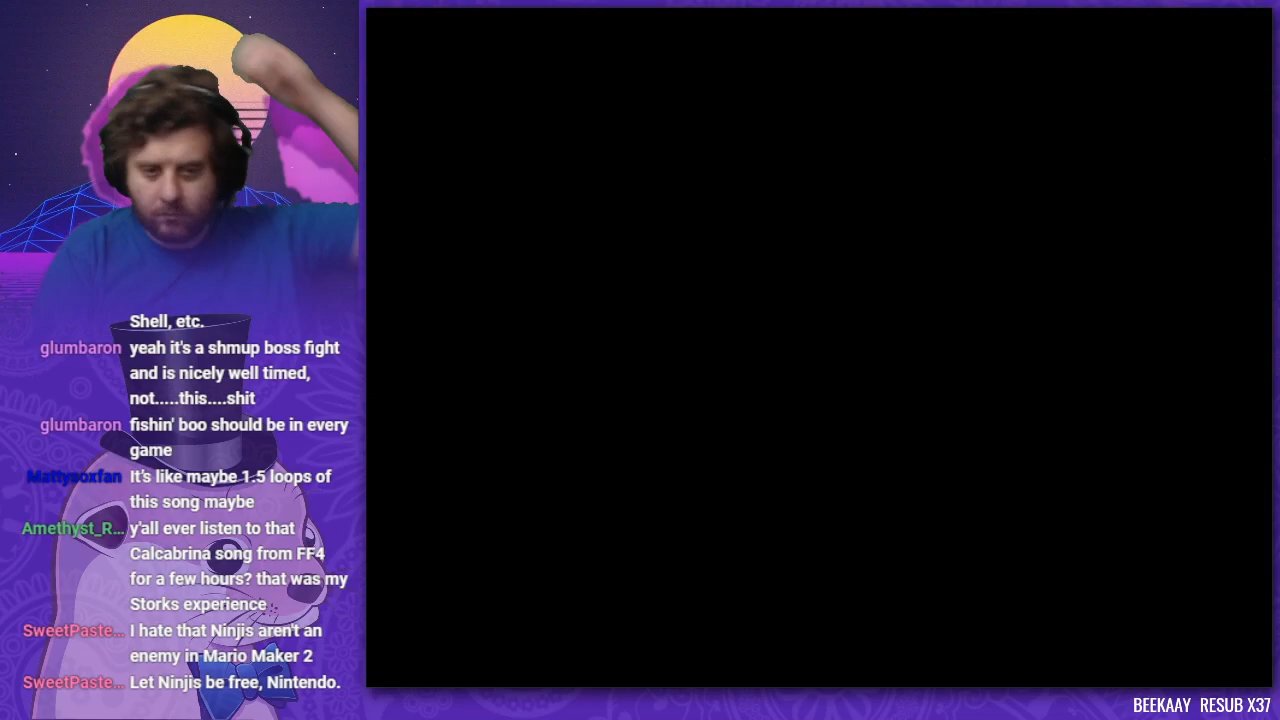 Shell, etc.
glumbaron yeah it's a shmup boss fight
and is nicely well timed,
not.....this....shit
glumbaron fishin' boo should be in every
game
Mattysoxfan It's like maybe 1.5 loops of
this song maybe
Amethyst_R... y'all ever listen to that
Calcabrina song from FF4
for a few hours? that was my
Storks experience
SweetPaste... I hate that Ninjis aren't an
enemy in Mario Maker 2
SweetPaste... Let Ninjis be free, Nintendo.
BEEKAAY RESUB X37